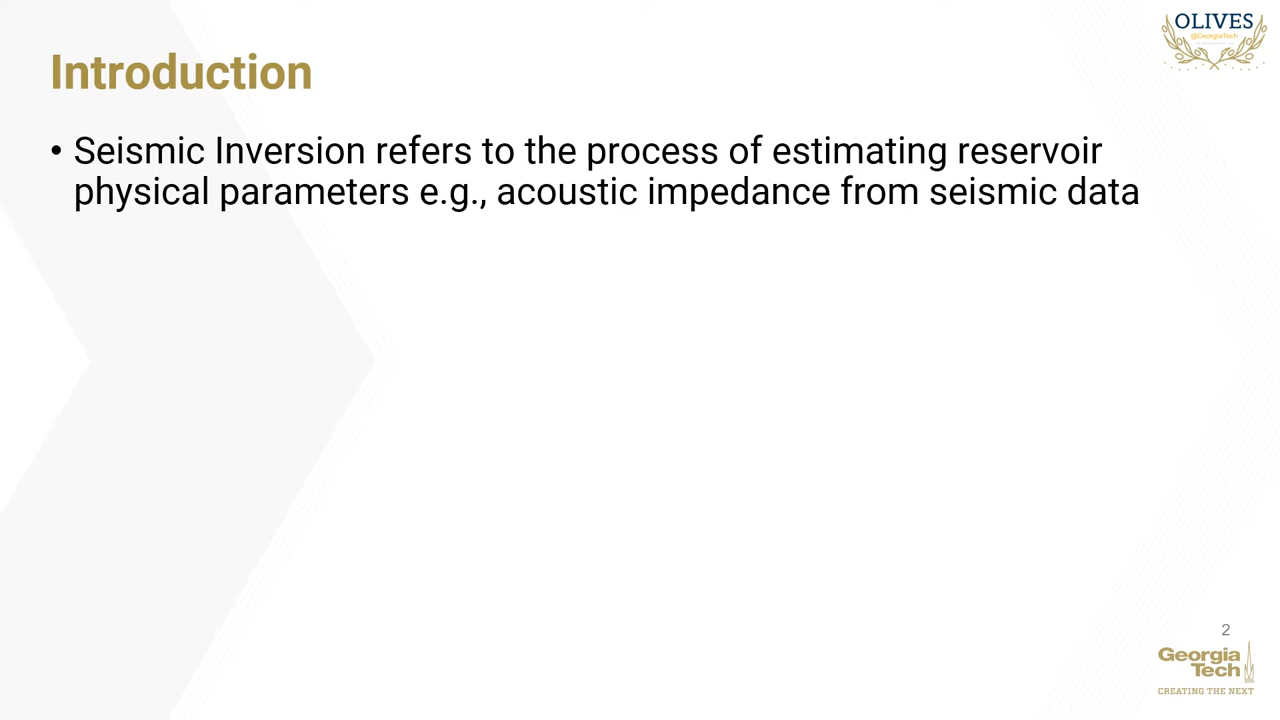 OLIVES
@GeorgiaTech
Introduction
• Seismic Inversion refers to the process of estimating reservoir
physical parameters e.g., acoustic impedance from seismic data
2
Georgia
Tech
CREATING THE NEXT